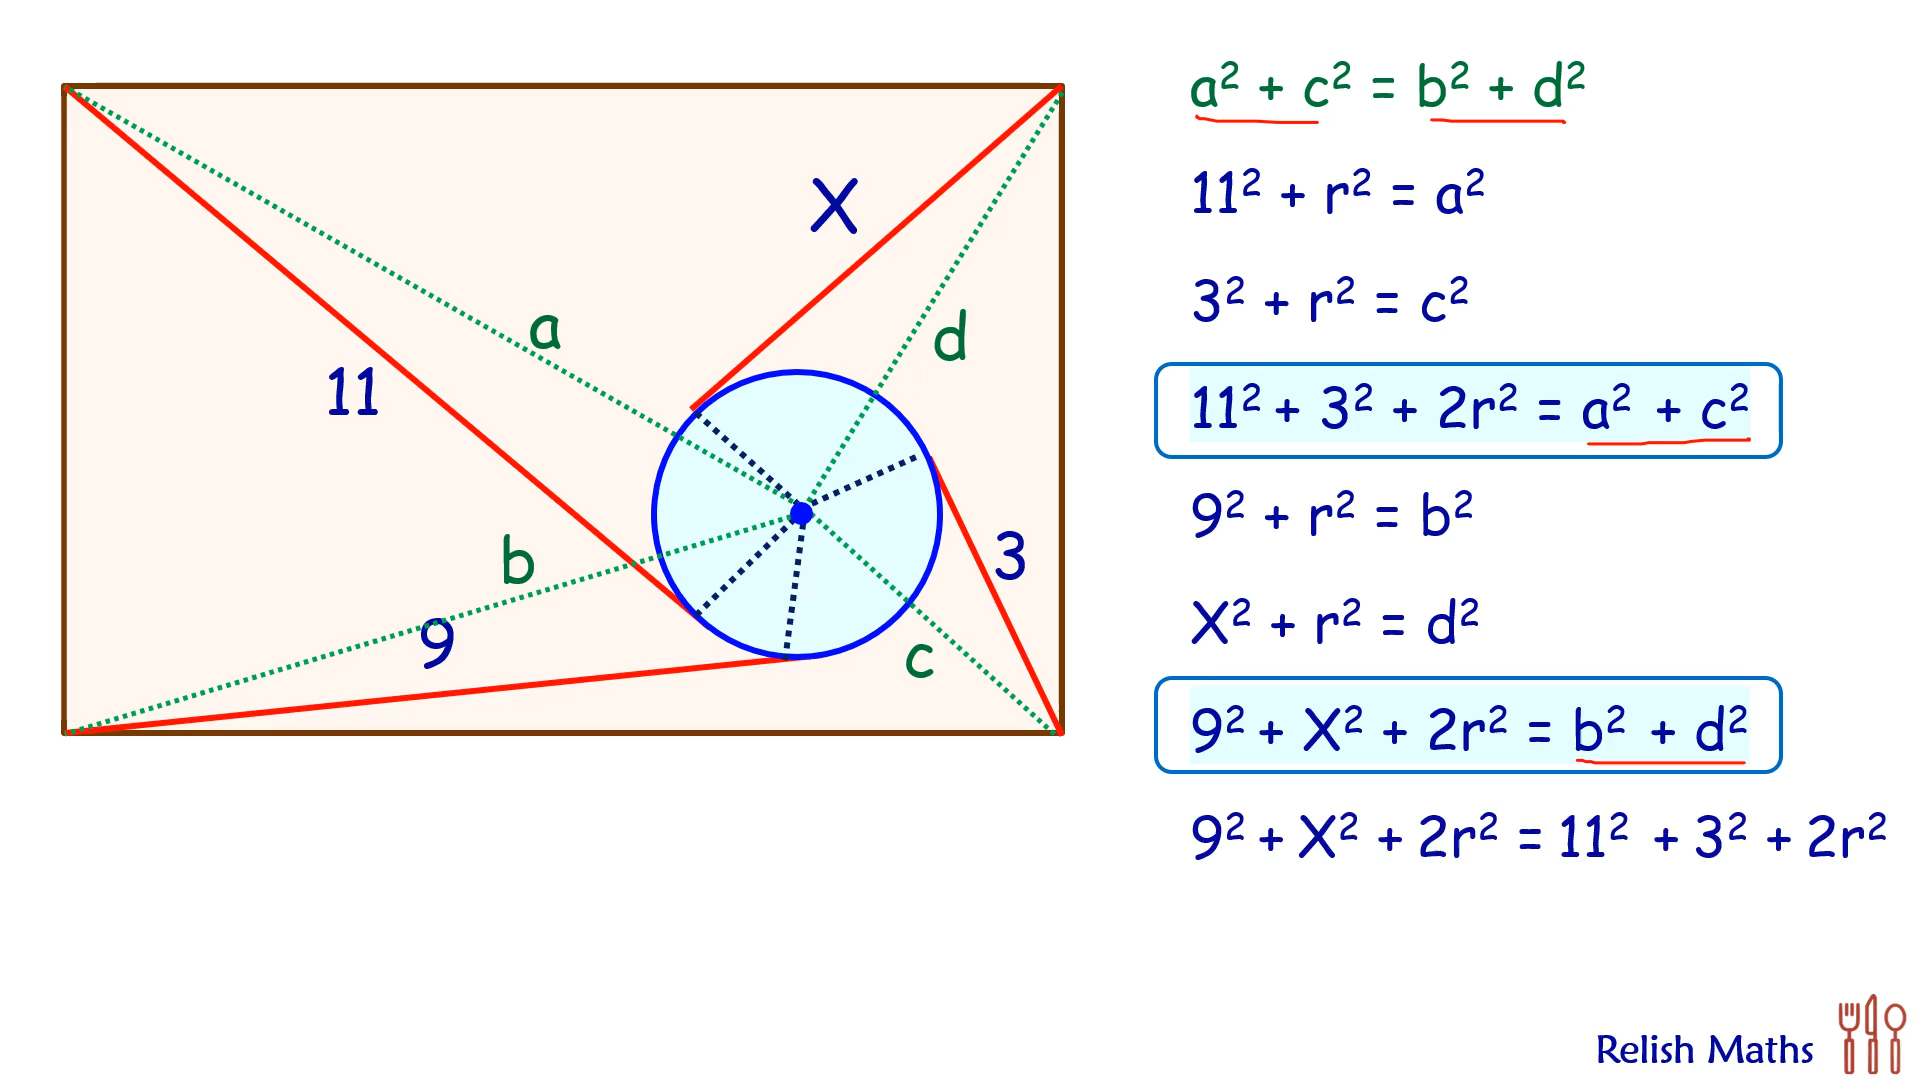 X
a
d
11
b
3
9
c
a² + c² = b² + d²
11² + r² = a²
3² + r² = c²
11² + 3² + 2r² = a² + c²
9² + r² = b²
X² + r² = d²
9² + X² + 2r² = b² + d²
9² + X² + 2r² = 11² + 3² + 2r²
Relish Maths